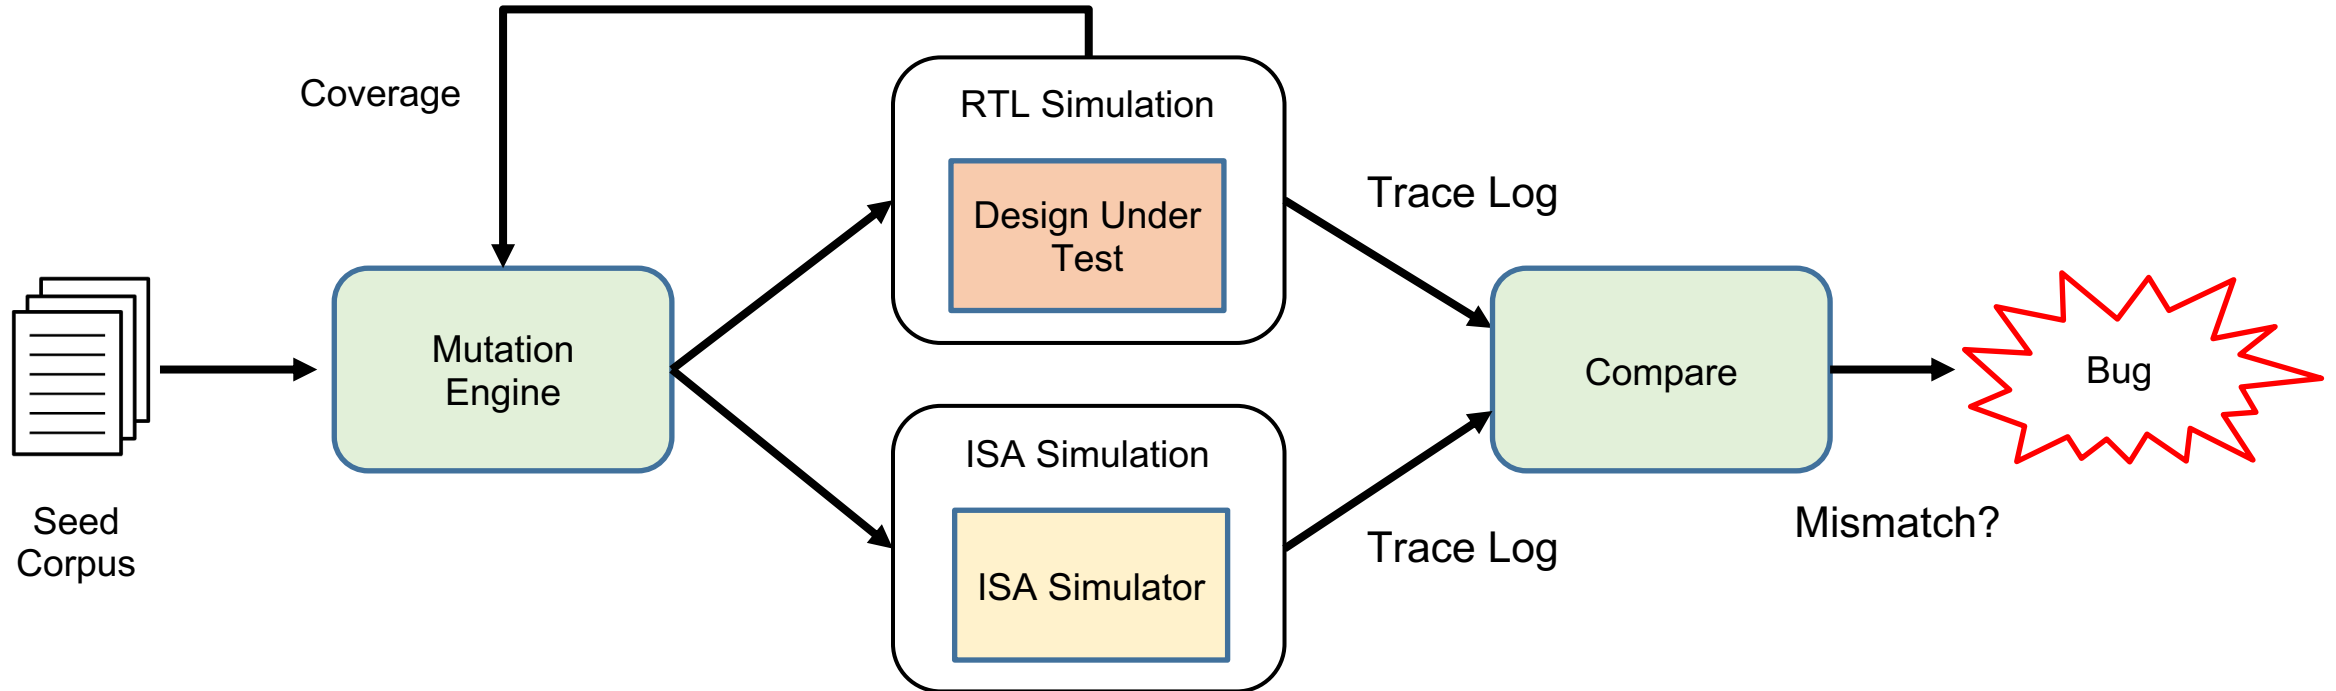 Coverage
RTL Simulation
Design Under
Test
Trace Log
Mutation
Engine
Compare
Bug
ISA Simulation
ISA Simulator
Seed
Corpus
Trace Log
Mismatch?